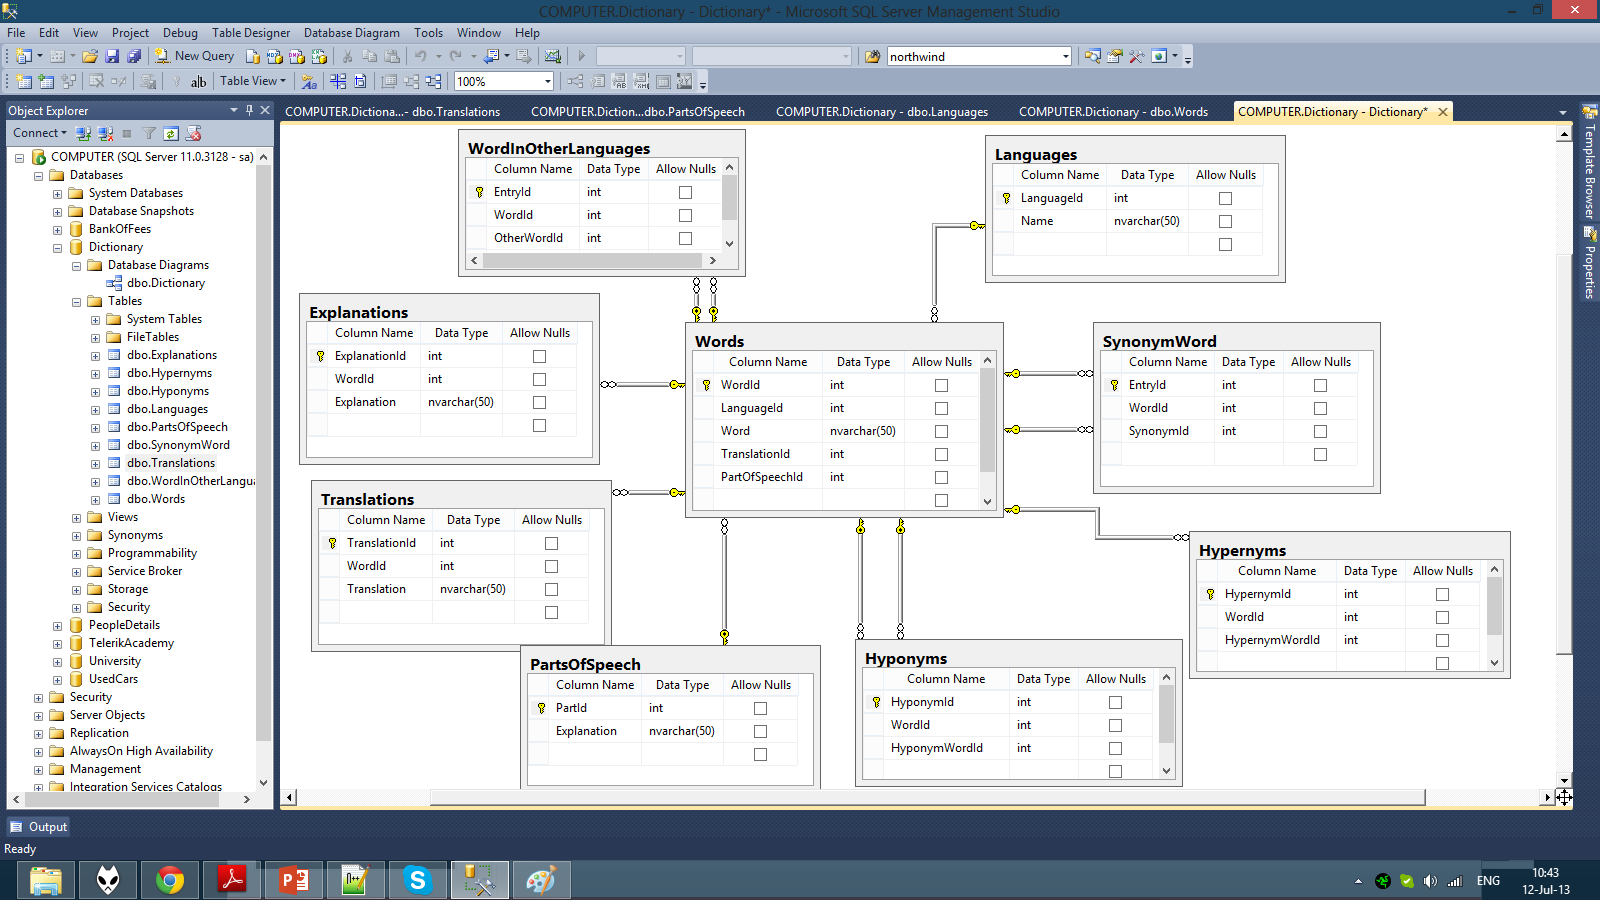 COMPUTER.Dictionary - Dictionary* - Microsoft SQL Server Management Studio
File Edit View Project Debug Table Designer Database Diagram Tools Window Help
New Query northwind
ab| Table View 100%
Object Explorer
Connect
COMPUTER (SQL Server 11.0.3128 - sa)
Databases
System Databases
Database Snapshots
BankOfFees
Dictionary
Database Diagrams
dbo.Dictionary
Tables
System Tables
FileTables
dbo.Explanations
dbo.Hypernyms
dbo.Hyponyms
dbo.Languages
dbo.PartsOfSpeech
dbo.SynonymWord
dbo.Translations
dbo.WordInOtherLangu
dbo.Words
Views
Synonyms
Programmability
Service Broker
Storage
Security
PeopleDetails
TelerikAcademy
University
UsedCars
Security
Server Objects
Replication
AlwaysOn High Availability
Management
Integration Services Catalogs
COMPUTER.Dictiona...- dbo.Translations COMPUTER.Diction...dbo.PartsOfSpeech COMPUTER.Dictionary - dbo.Languages COMPUTER.Dictionary - dbo.Words COMPUTER.Dictionary - Dictionary*
WordInOtherLanguages
Column Name Data Type Allow Nulls
EntryId int
WordId int
OtherWordId int
Languages
Column Name Data Type Allow Nulls
LanguageId int
Name nvarchar(50)
Explanations
Column Name Data Type Allow Nulls
ExplanationId int
WordId int
Explanation nvarchar(50)
Words
Column Name Data Type Allow Nulls
WordId int
LanguageId int
Word nvarchar(50)
TranslationId int
PartOfSpeechId int
SynonymWord
Column Name Data Type Allow Nulls
EntryId int
WordId int
SynonymId int
Translations
Column Name Data Type Allow Nulls
TranslationId int
WordId int
Translation nvarchar(50)
Hypernyms
Column Name Data Type Allow Nulls
HypernymId int
WordId int
HypernymWordId int
PartsOfSpeech
Column Name Data Type Allow Nulls
PartId int
Explanation nvarchar(50)
Hyponyms
Column Name Data Type Allow Nulls
HyponymId int
WordId int
HyponymWordId int
Template Browser
Properties
Output
Ready
ENG
10:43
12-Jul-13